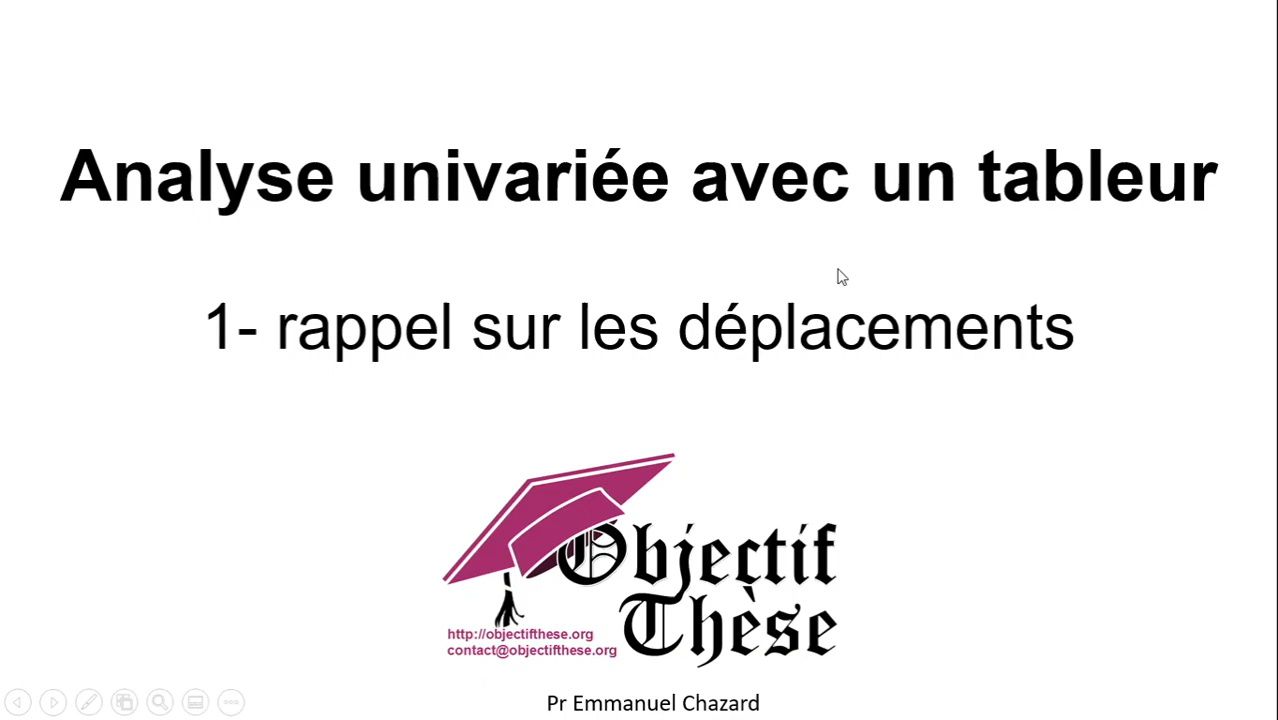 Analyse univariée avec un tableur
1- rappel sur les déplacements
Objectif
Thèse
http://objectifthese.org
contact@objectifthese.org
Pr Emmanuel Chazard